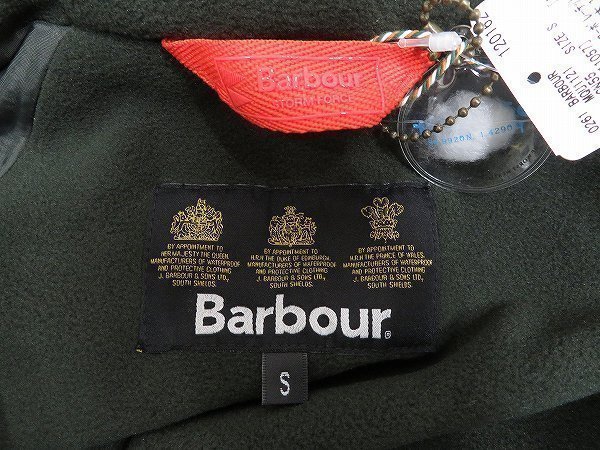 Barbour
STORM FORCE
0261 BARBOUR
SIZE S
BY APPOINTMENT TO
HER MAJESTY THE QUEEN
MANUFACTURERS OF WATERPROOF
AND PROTECTIVE CLOTHING
J. BARBOUR & SONS LTD,
SOUTH SHIELDS.
BY APPOINTMENT TO
H.R.H. THE DUKE OF EDINBURGH,
MANUFACTURERS OF WATERPROOF
AND PROTECTIVE CLOTHING
J. BARBOUR & SONS LTD,
SOUTH SHIELDS.
BY APPOINTMENT TO
H.R.H. THE PRINCE OF WALES,
MANUFACTURERS OF WATERPROOF
AND PROTECTIVE CLOTHING
J. BARBOUR & SONS LTD,
SOUTH SHIELDS.
Barbour®
S